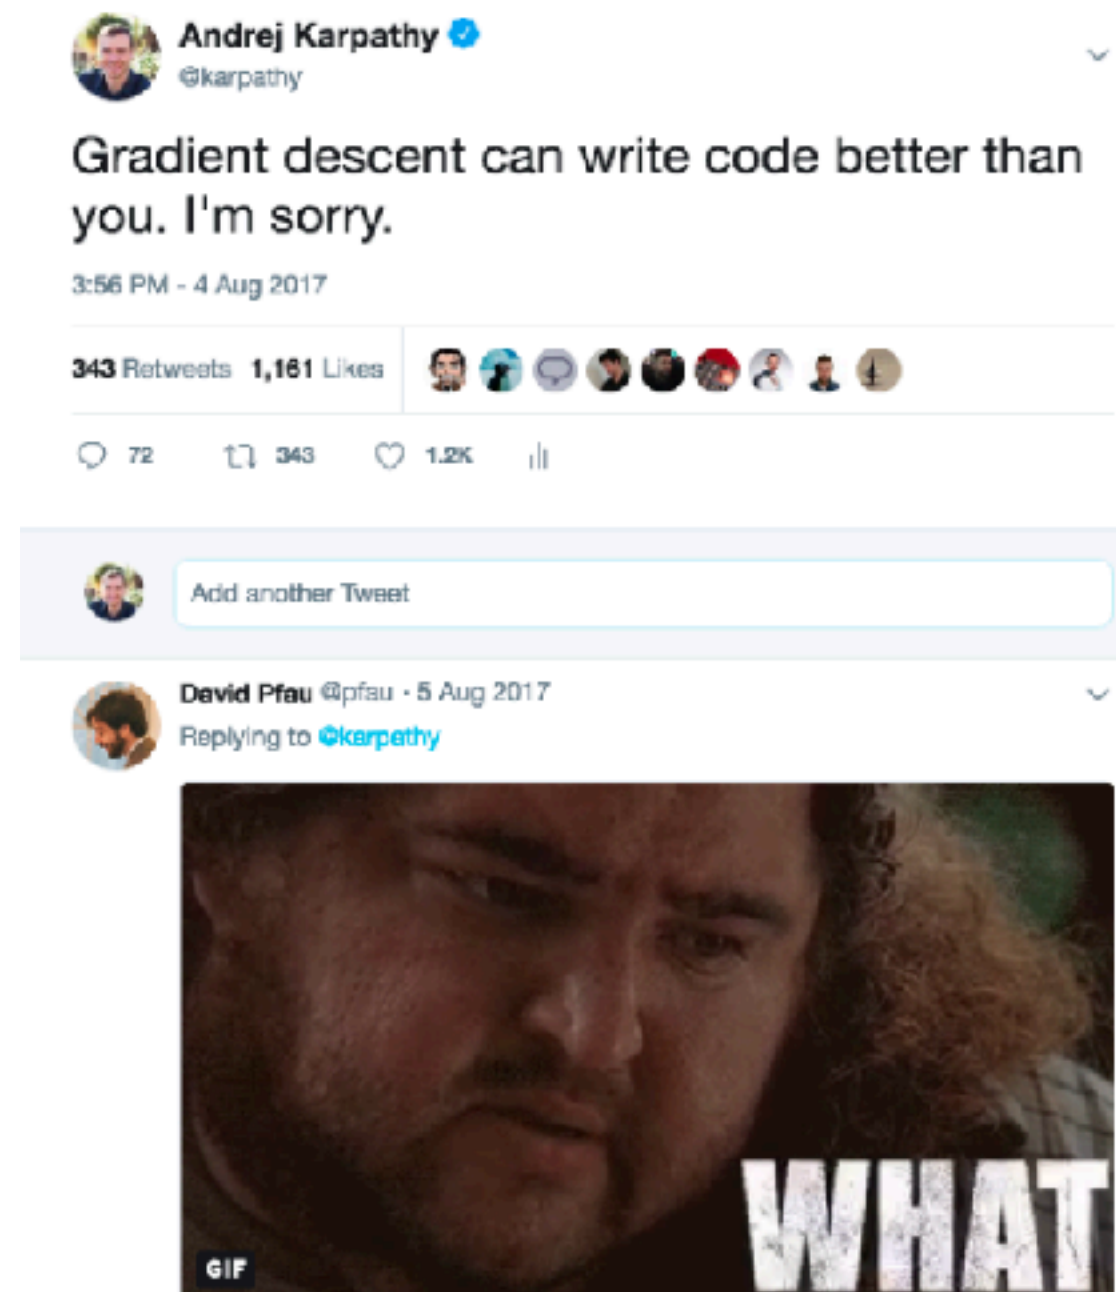 Andrej Karpathy
@karpathy
Gradient descent can write code better than
you. I'm sorry.
3:56 PM - 4 Aug 2017
343 Retweets 1,161 Likes
72 343 1.2K
Add another Tweet
David Pfau @pfau · 5 Aug 2017
Replying to @karpathy
WHAT
GIF